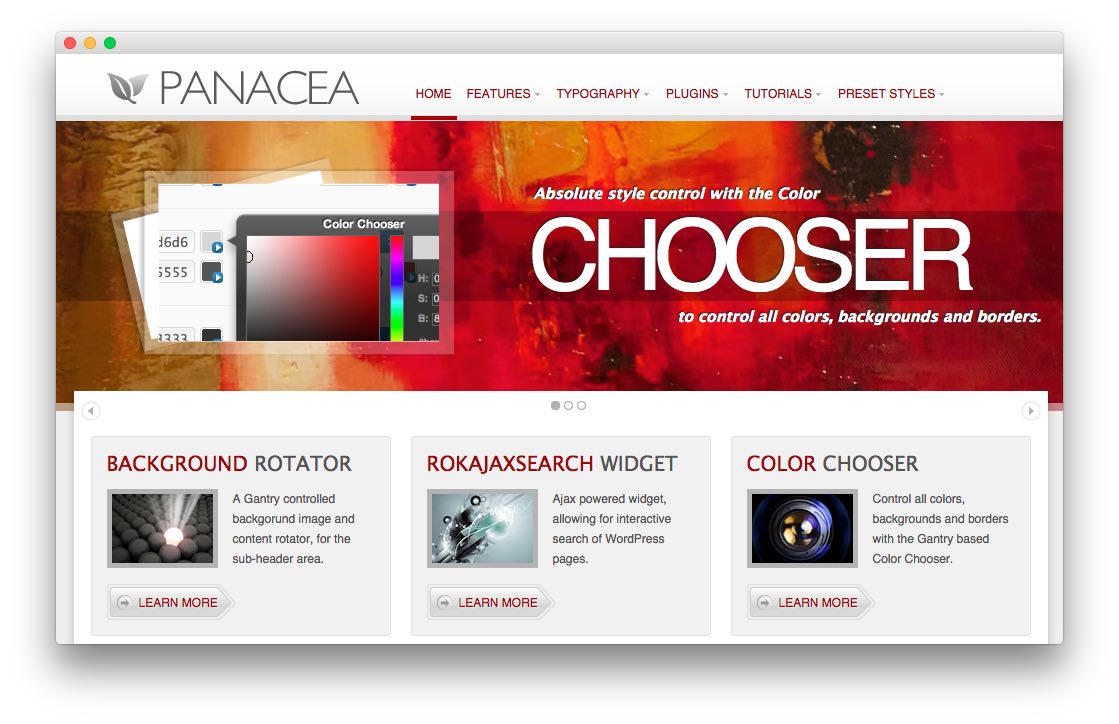 PANACEA
HOME FEATURES TYPOGRAPHY PLUGINS TUTORIALS PRESET STYLES
Absolute style control with the Color
CHOOSER
to control all colors, backgrounds and borders.
Color Chooser
d6d6
5555
3333
H: 0
S: 0
B: 8
BACKGROUND ROTATOR
A Gantry controlled
backgorund image and
content rotator, for the
sub-header area.
LEARN MORE
ROKAJAXSEARCH WIDGET
Ajax powered widget,
allowing for interactive
search of WordPress
pages.
LEARN MORE
COLOR CHOOSER
Control all colors,
backgrounds and borders
with the Gantry based
Color Chooser.
LEARN MORE